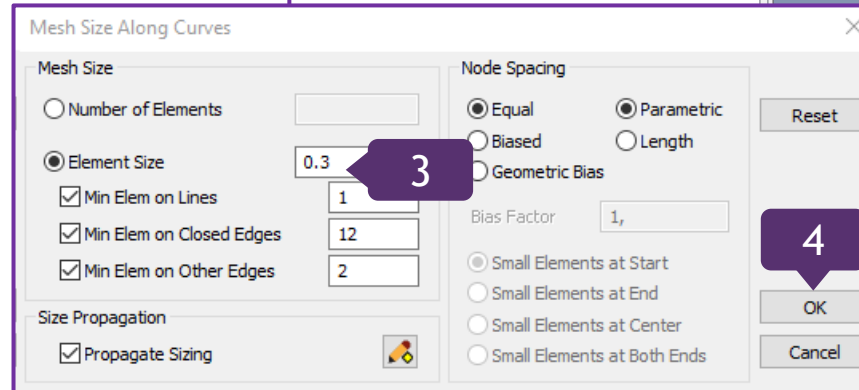 Mesh Size Along Curves
Mesh Size
Number of Elements
Element Size 0.3
3
Min Elem on Lines 1
Min Elem on Closed Edges 12
Min Elem on Other Edges 2
Size Propagation
Propagate Sizing
Node Spacing
Equal Parametric
Biased Length
Geometric Bias
Bias Factor 1,
Small Elements at Start
Small Elements at End
Small Elements at Center
Small Elements at Both Ends
Reset
4
OK
Cancel